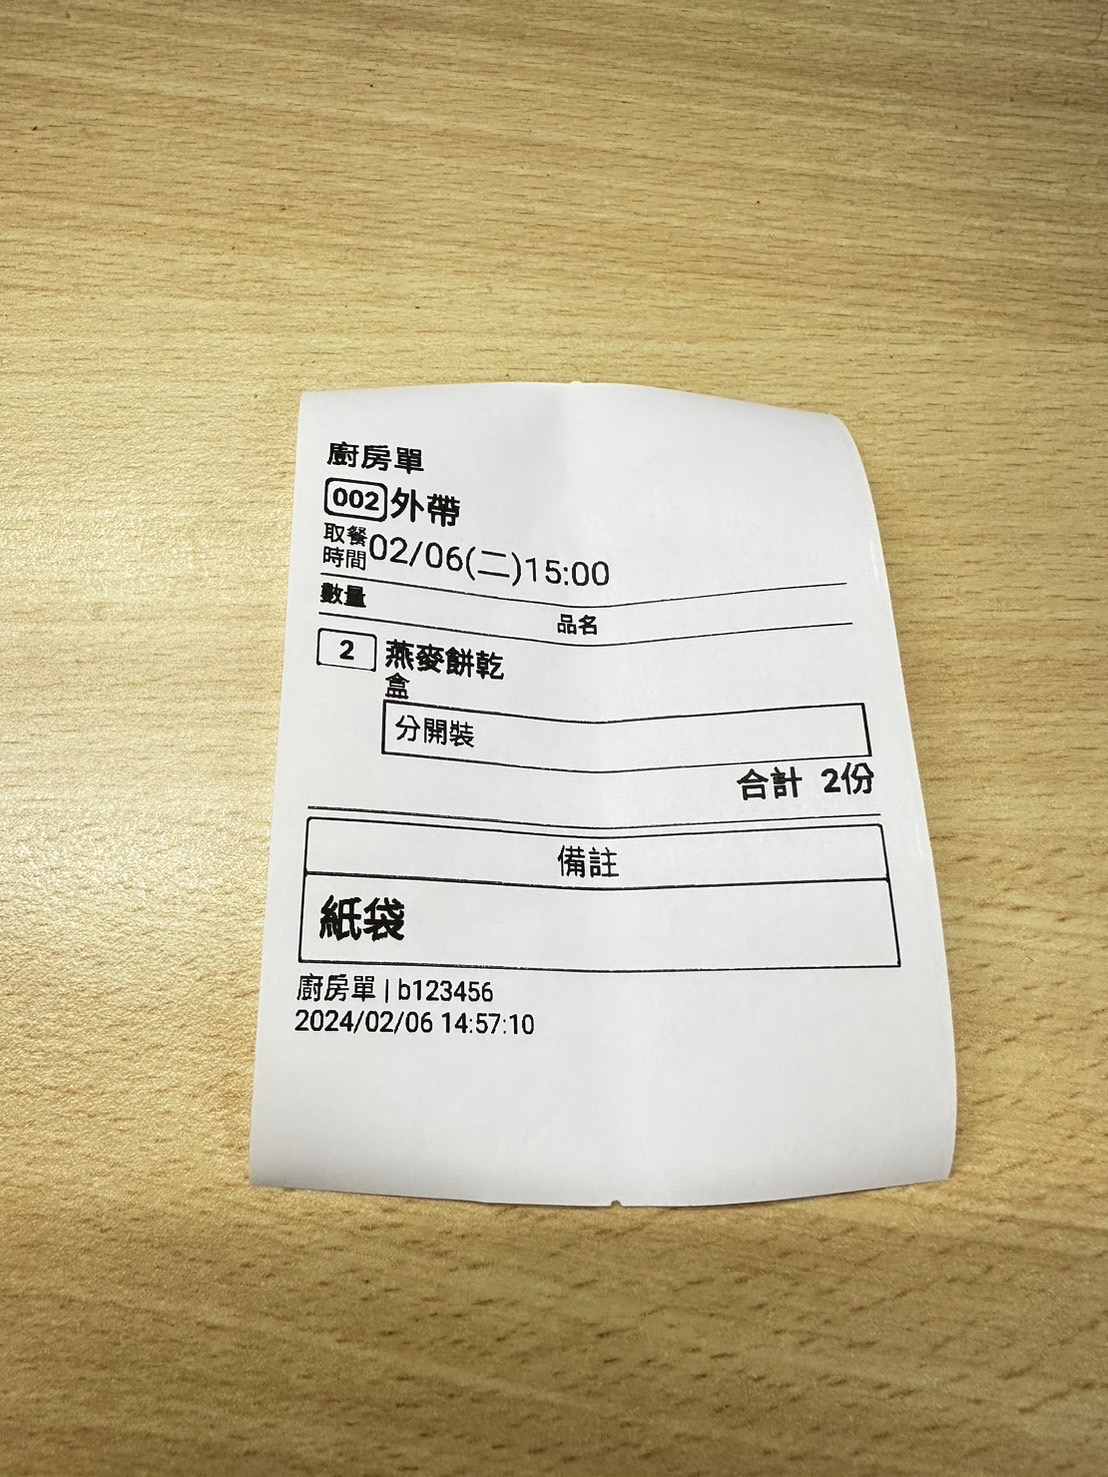 廚房單
002 外帶
取餐時間 02/06(二)15:00
數量 品名
2 燕麥餅乾
盒
分開裝
合計 2份
備註
紙袋
廚房單 | b123456
2024/02/06 14:57:10